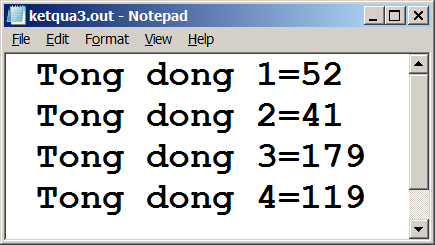 ketqua3.out - Notepad
File Edit Format View Help
Tong dong 1=52
Tong dong 2=41
Tong dong 3=179
Tong dong 4=119